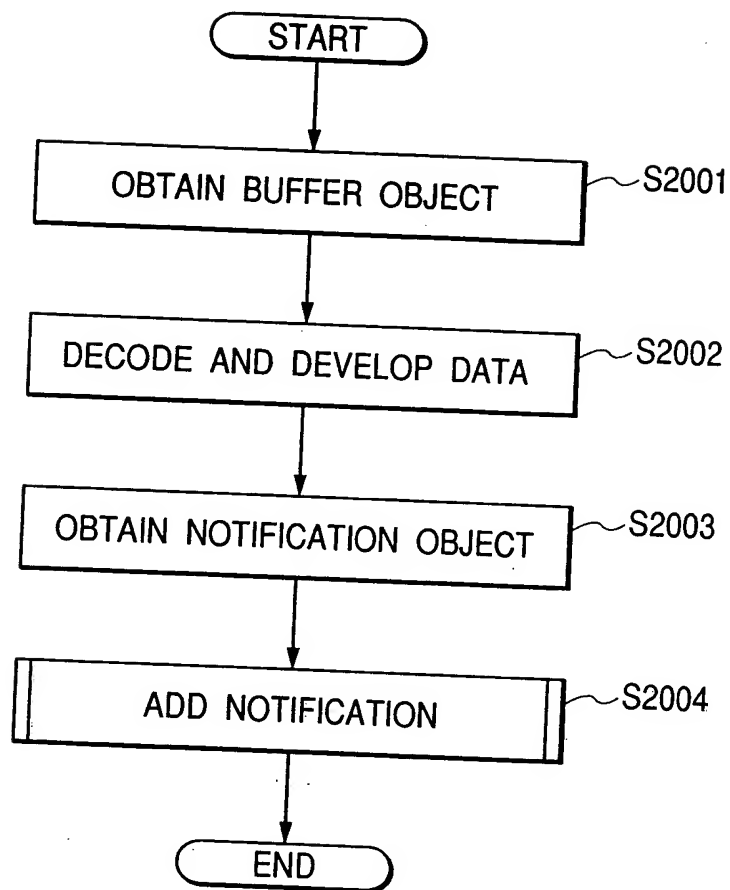 START
OBTAIN BUFFER OBJECT S2001
DECODE AND DEVELOP DATA S2002
OBTAIN NOTIFICATION OBJECT S2003
ADD NOTIFICATION S2004
END